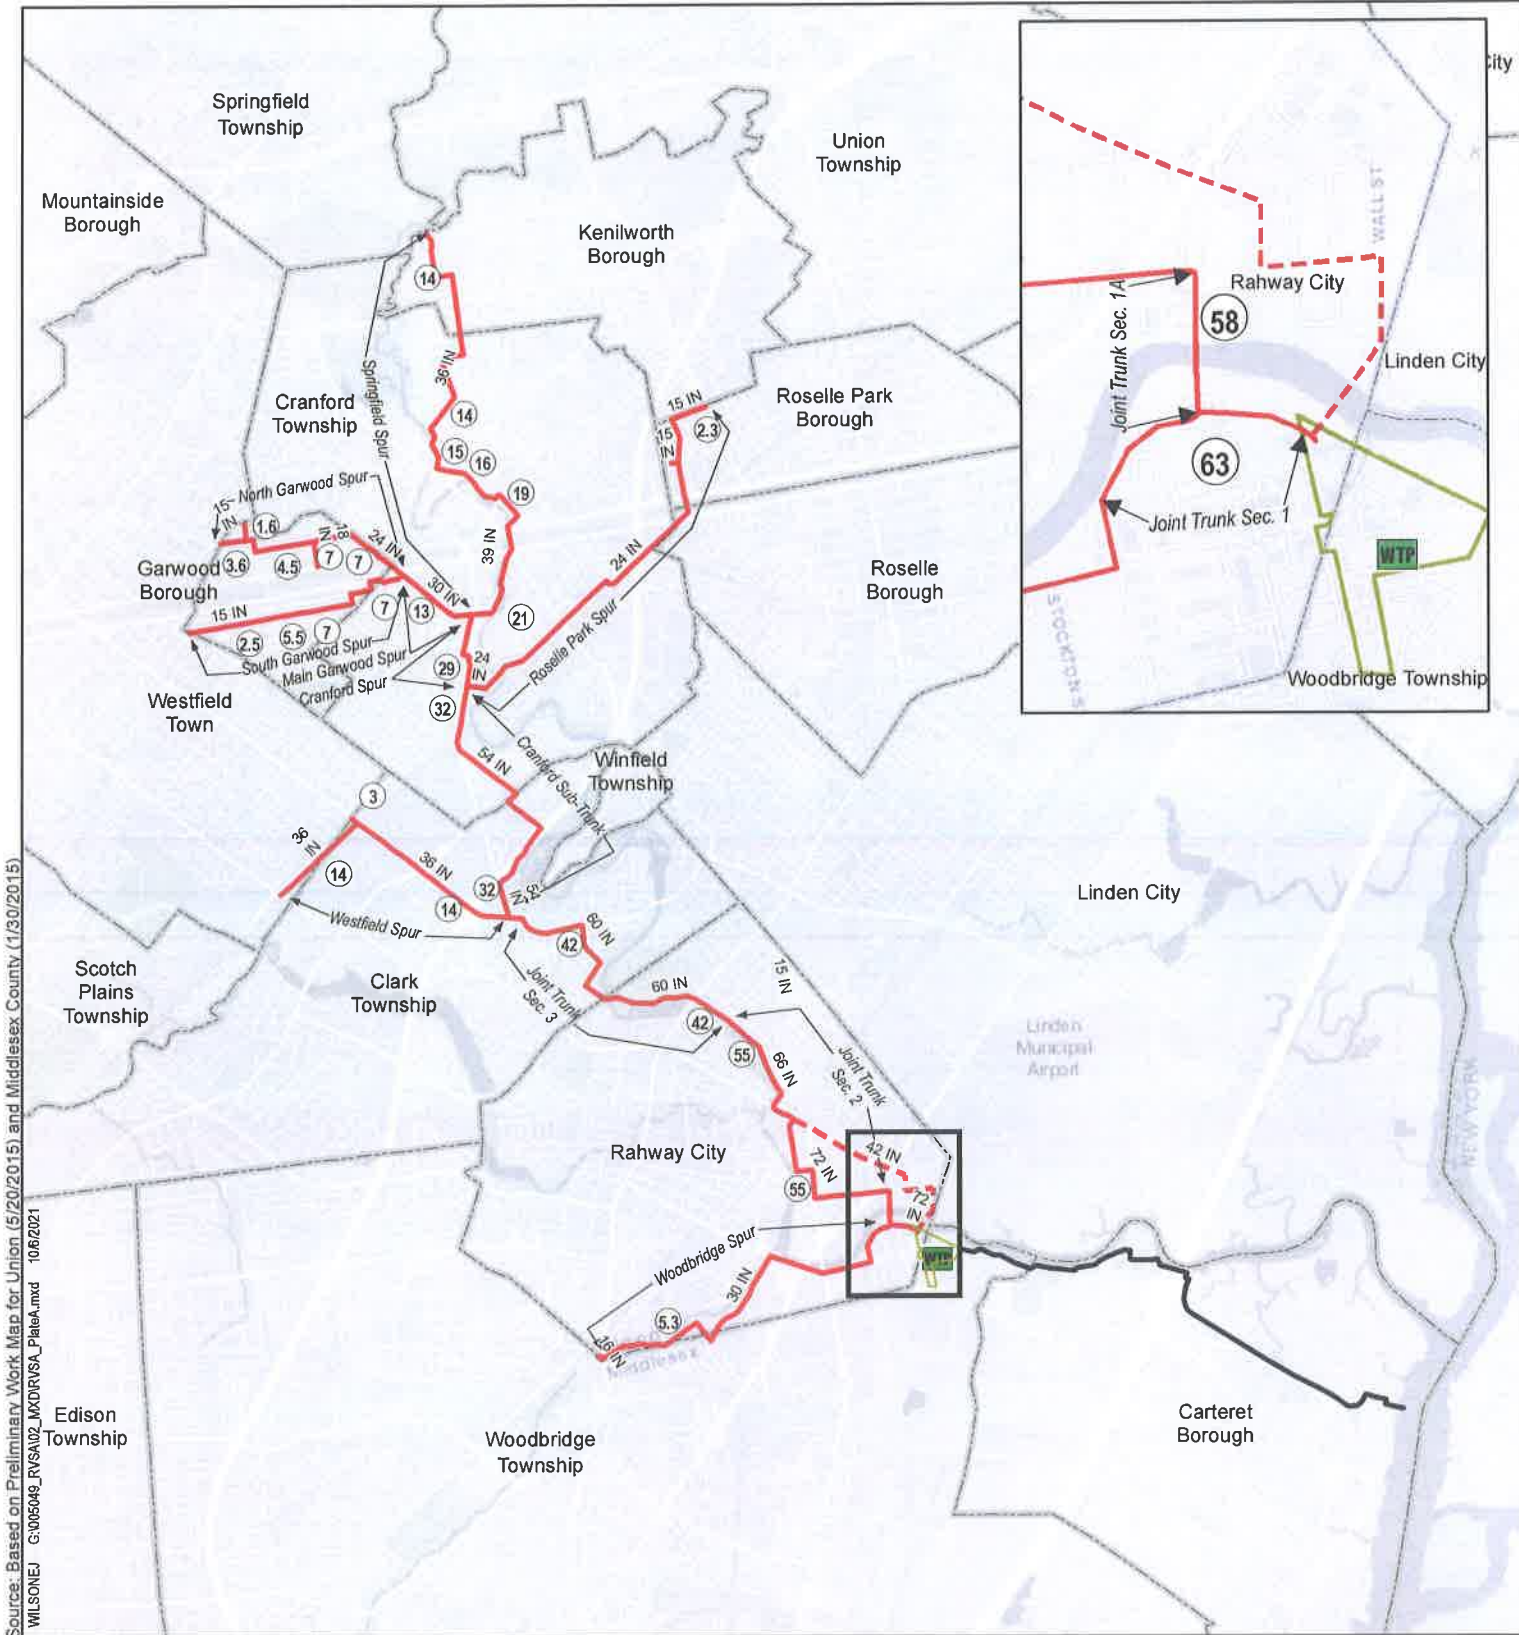 Springfield
Township
Mountainside
Borough
Union
Township
Kenilworth
Borough
14
36 IN
Springfield Spur
Cranford
Township
14
15
16
19
39 IN
21
15 IN
15
IN
2.3
Roselle Park
Borough
Roselle
Borough
24 IN
Roselle Park Spur
North Garwood Spur
15
IN
1.6
3.6
4.5
7
18
IN
7
24 IN
30 IN
13
7
Garwood
Borough
15 IN
2.5
5.5
7
South Garwood Spur
Main Garwood Spur
Cranford Spur
29
24
IN
32
Westfield
Town
54 IN
Cranford Sub-Trunk
Winfield
Township
3
36
IN
14
36 IN
14
32
54
IN
Westfield Spur
42
60 IN
Joint Trunk
Sec. 3
60 IN
42
55
66 IN
15 IN
Joint Trunk
Sec. 2
Scotch
Plains
Township
Clark
Township
Linden City
Linden
Municipal
Airport
NEW YORK
Rahway City
42 IN
72 IN
55
72
IN
WTP
Woodbridge Spur
30 IN
5.3
16
IN
Middlesex
Edison
Township
Woodbridge
Township
Carteret
Borough
City
WALL ST
Rahway City
Joint Trunk Sec. 1A
58
Linden City
63
Joint Trunk Sec. 1
WTP
STOCKTON S
Woodbridge Township
Source: Based on Preliminary Work Map for Union (5/20/2015) and Middlesex County (1/30/2015)
WILSONEJ G:\005049_RVSA\02_MXD\RVSA_PlateA.mxd 10/6/2021